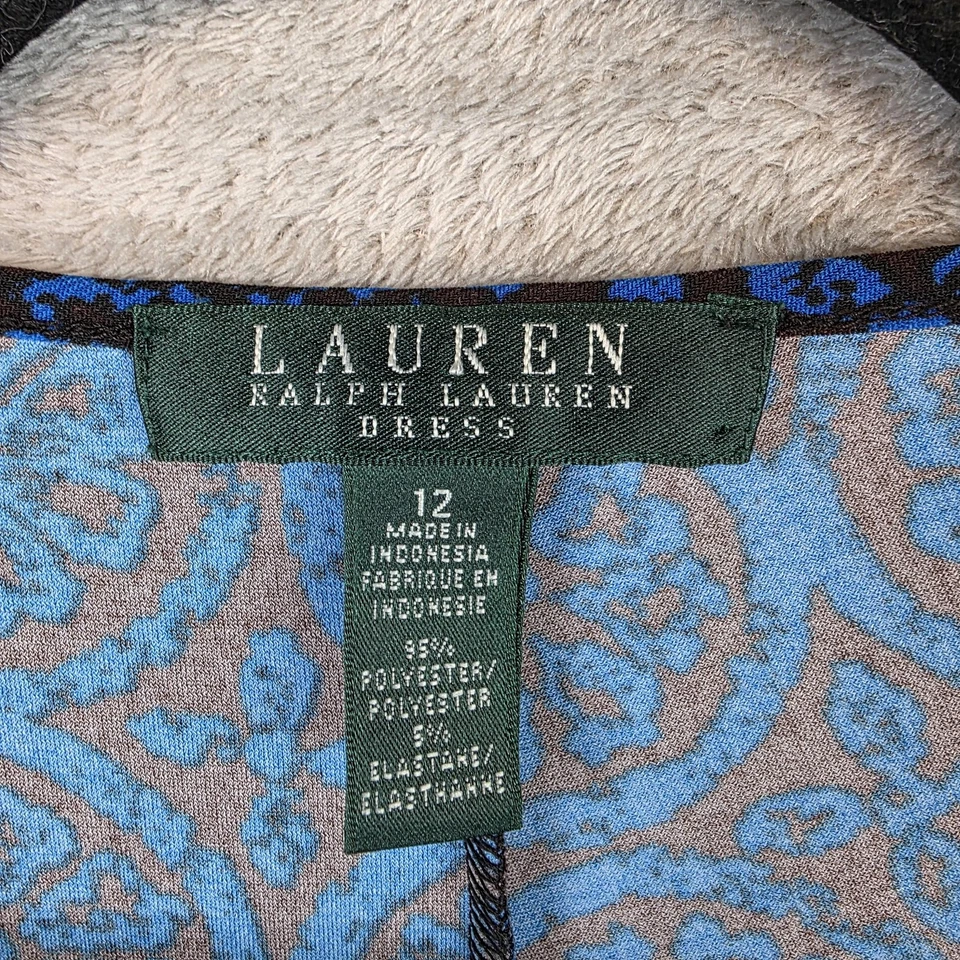 LAUREN
RALPH LAUREN
DRESS
12
MADE IN
INDONESIA
FABRIQUE EN
INDONESIE
95%
POLYESTER/
POLYESTER
5%
ELASTANE/
ELASTHANNE